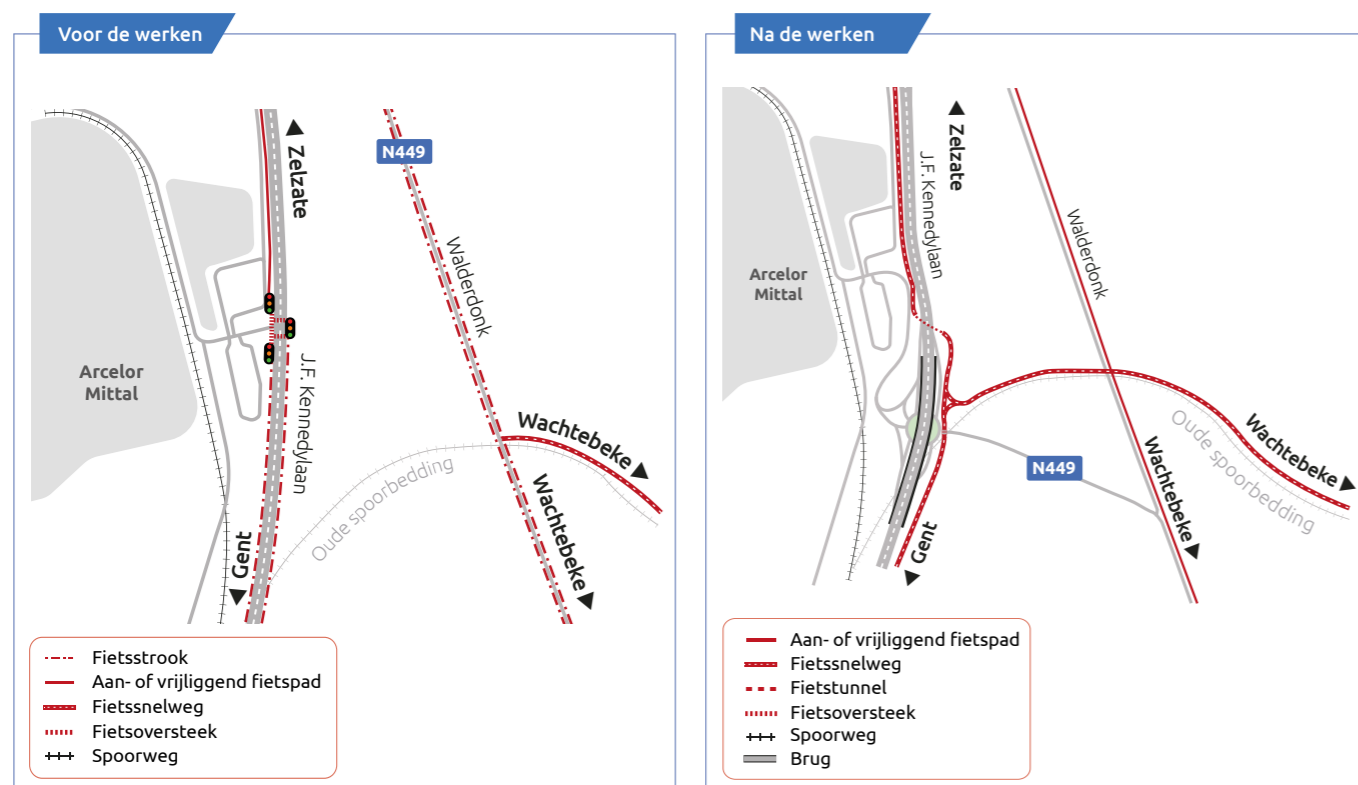 Voor de werken
N449
Zelzate
Walderdonk
J.F. Kennedylaan
Arcelor
Mittal
Wachtebeke
Oude spoorbedding
Wachtebeke
Gent
Fietsstrook
Aan- of vrijliggend fietspad
Fietssnelweg
Fietsoversteek
Spoorweg
Na de werken
Zelzate
J.F. Kennedylaan
Walderdonk
Arcelor
Mittal
Wachtebeke
Oude spoorbedding
N449
Wachtebeke
Gent
Aan- of vrijliggend fietspad
Fietssnelweg
Fietstunnel
Fietsoversteek
Spoorweg
Brug